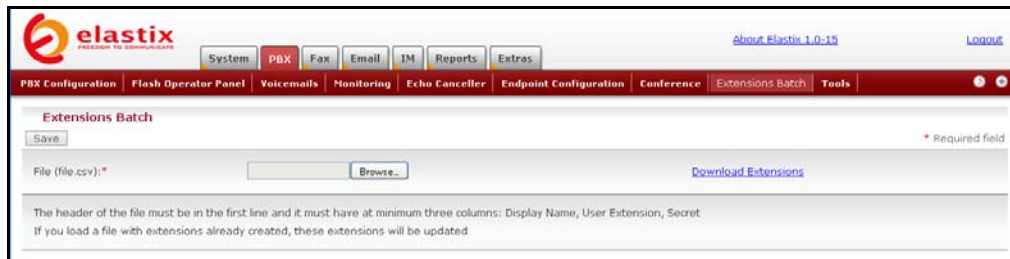 elastix
FREEDOM TO COMMUNICATE
About Elastix 1.0-15 Logout
System PBX Fax Email IM Reports Extras
PBX Configuration Flash Operator Panel Voicemails Monitoring Echo Canceller Endpoint Configuration Conference Extensions Batch Tools
Extensions Batch
Save * Required field
File (file.csv):* Browse... Download Extensions
The header of the file must be in the first line and it must have at minimum three columns: Display Name, User Extension, Secret
If you load a file with extensions already created, these extensions will be updated